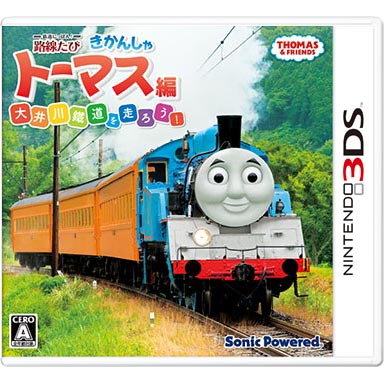 鉄道にっぽん!
路線たび
きかんしゃ
トーマス編
大井川鐵道を走ろう!
THOMAS
& FRIENDS
NINTENDO 3DS
CERO
A
Sonic Powered